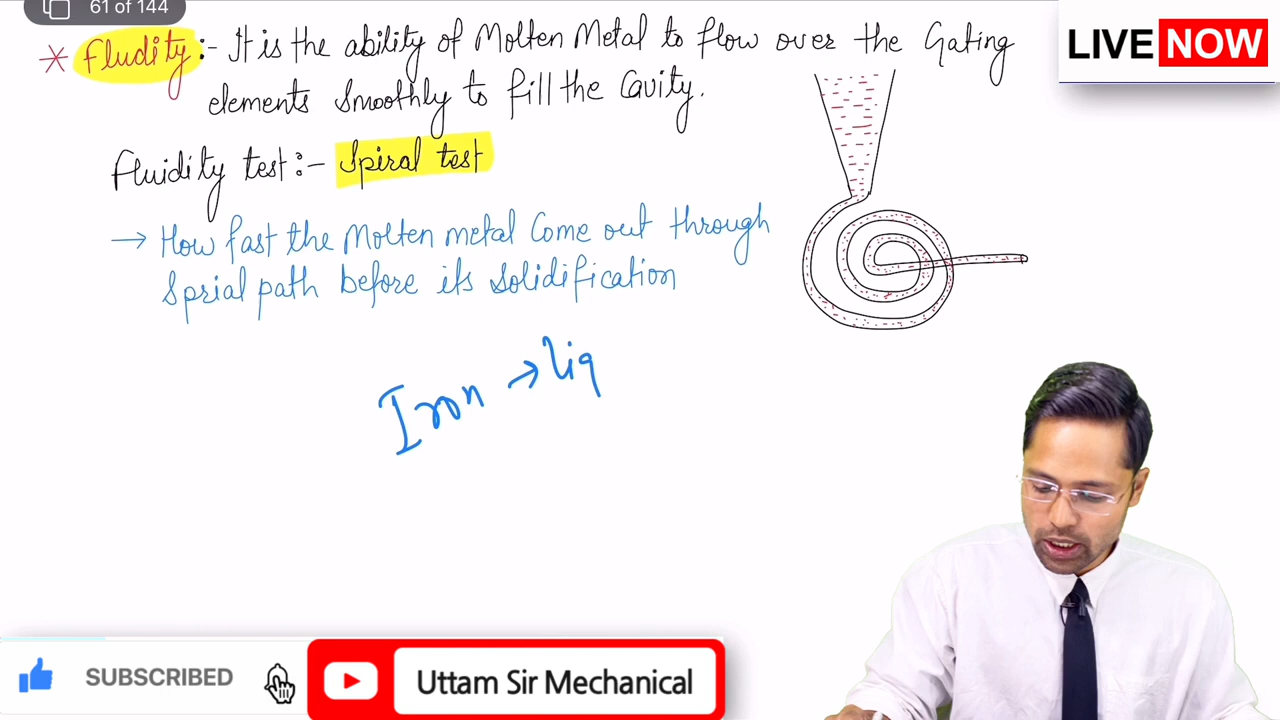 61 of 144
* Fludity :- It is the ability of Molten Metal to flow over the Gating
elements Smoothly to fill the Cavity.
LIVE NOW
Fluidity test :- Spiral test
→ How fast the Molten metal Come out through
Sprial path before its Solidification
Iron → Liq
SUBSCRIBED
Uttam Sir Mechanical